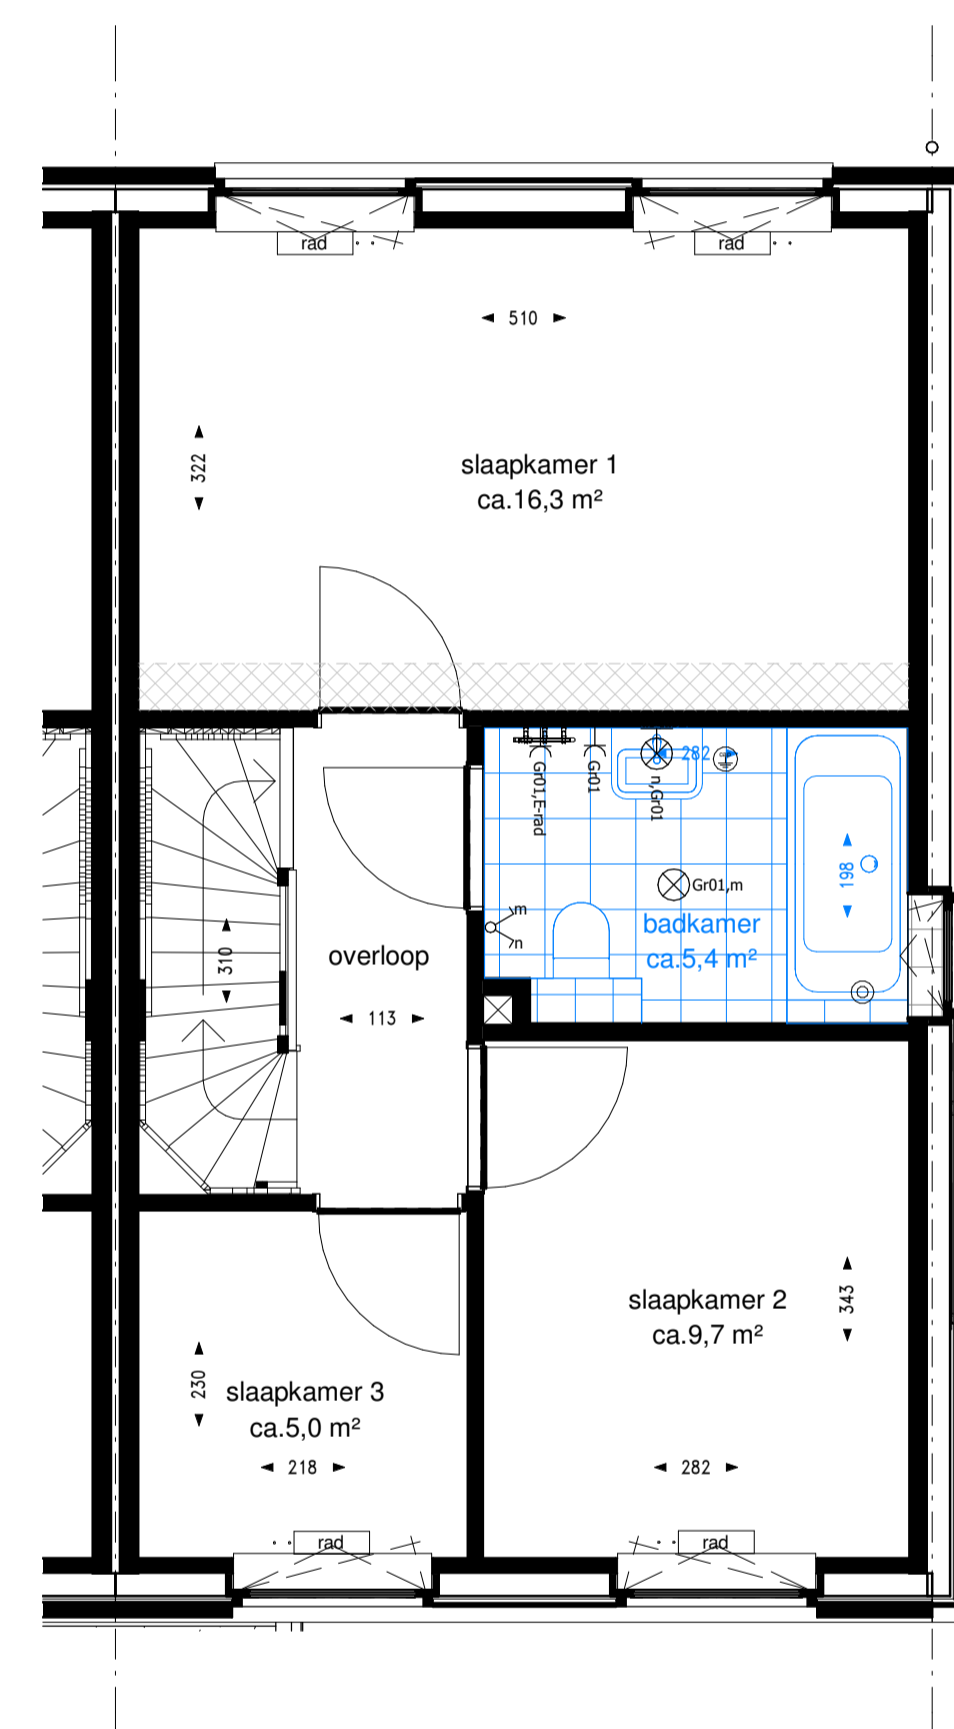 rad
rad
510
322
slaapkamer 1
ca.16,3 m²
282
Gr01,E-rad
Gr01
n,Gr01
198
Gr01,m
m
n
badkamer
ca.5,4 m²
310
overloop
113
slaapkamer 2
ca.9,7 m²
343
230
slaapkamer 3
ca.5,0 m²
218
282
rad
rad